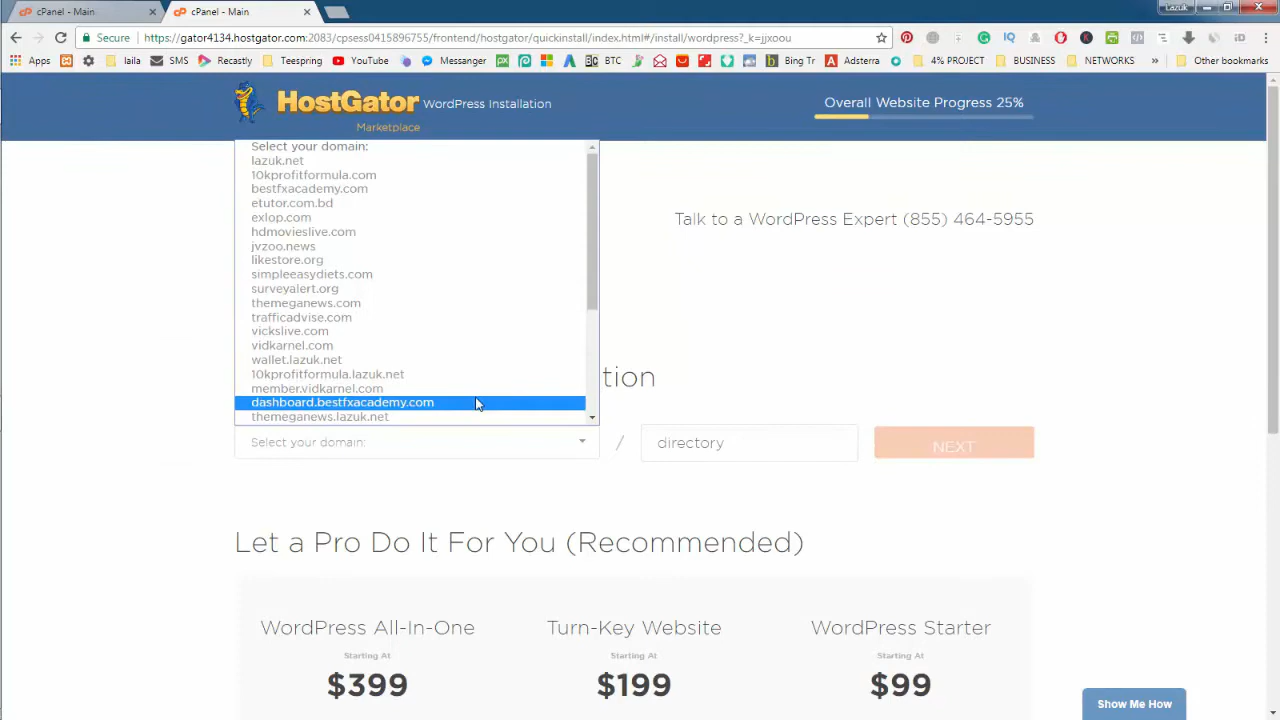 cPanel - Main
cPanel - Main
Lazuk
Secure
https://gator4134.hostgator.com:2083/cpsess0415896755/frontend/hostgator/quickinstall/index.html#/install/wordpress?_k=jjxoou
Apps
lalla
SMS
Recastly
Teespring
YouTube
Messenger
BTC
Bing Tr
Adsterra
4% PROJECT
BUSINESS
NETWORKS
»
Other bookmarks
HostGator
WordPress Installation
Marketplace
Overall Website Progress 25%
Select your domain:
lazuk.net
10kprofitformula.com
bestfxacademy.com
etutor.com.bd
exlop.com
hdmovieslive.com
jvzoo.news
likestore.org
simpleeasydiets.com
surveyalert.org
themeganews.com
trafficadvise.com
vickslive.com
vidkarnel.com
wallet.lazuk.net
10kprofitformula.lazuk.net
member.vidkarnel.com
dashboard.bestfxacademy.com
themeganews.lazuk.net
Talk to a WordPress Expert (855) 464-5955
tion
Select your domain:
/
directory
NEXT
Let a Pro Do It For You (Recommended)
WordPress All-In-One
Starting At
$399
Turn-Key Website
Starting At
$199
WordPress Starter
Starting At
$99
Show Me How